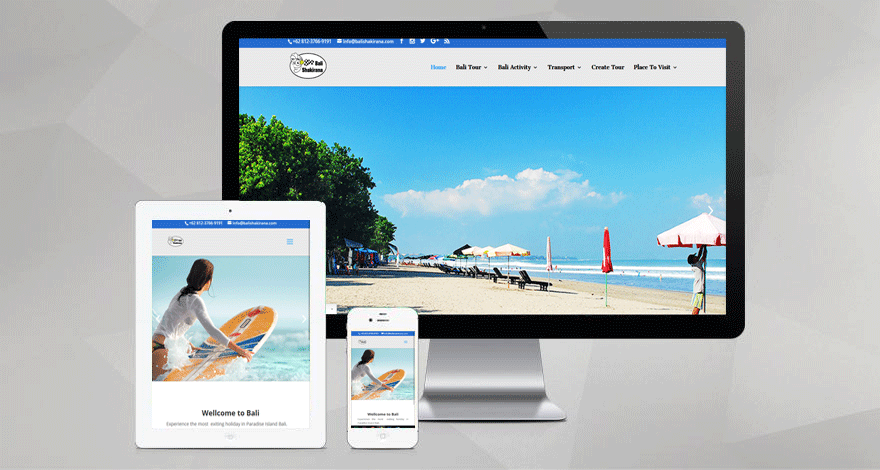 +62 812-3766-9191 info@balishakirana.com
Bali
Shakirana
Home Bali Tour Bali Activity Transport Create Tour Place To Visit
+62 812-3766-9191 info@balishakirana.com
Wellcome to Bali
Experience the most exiting holiday in Paradise Island Bali.
Wellcome to Bali